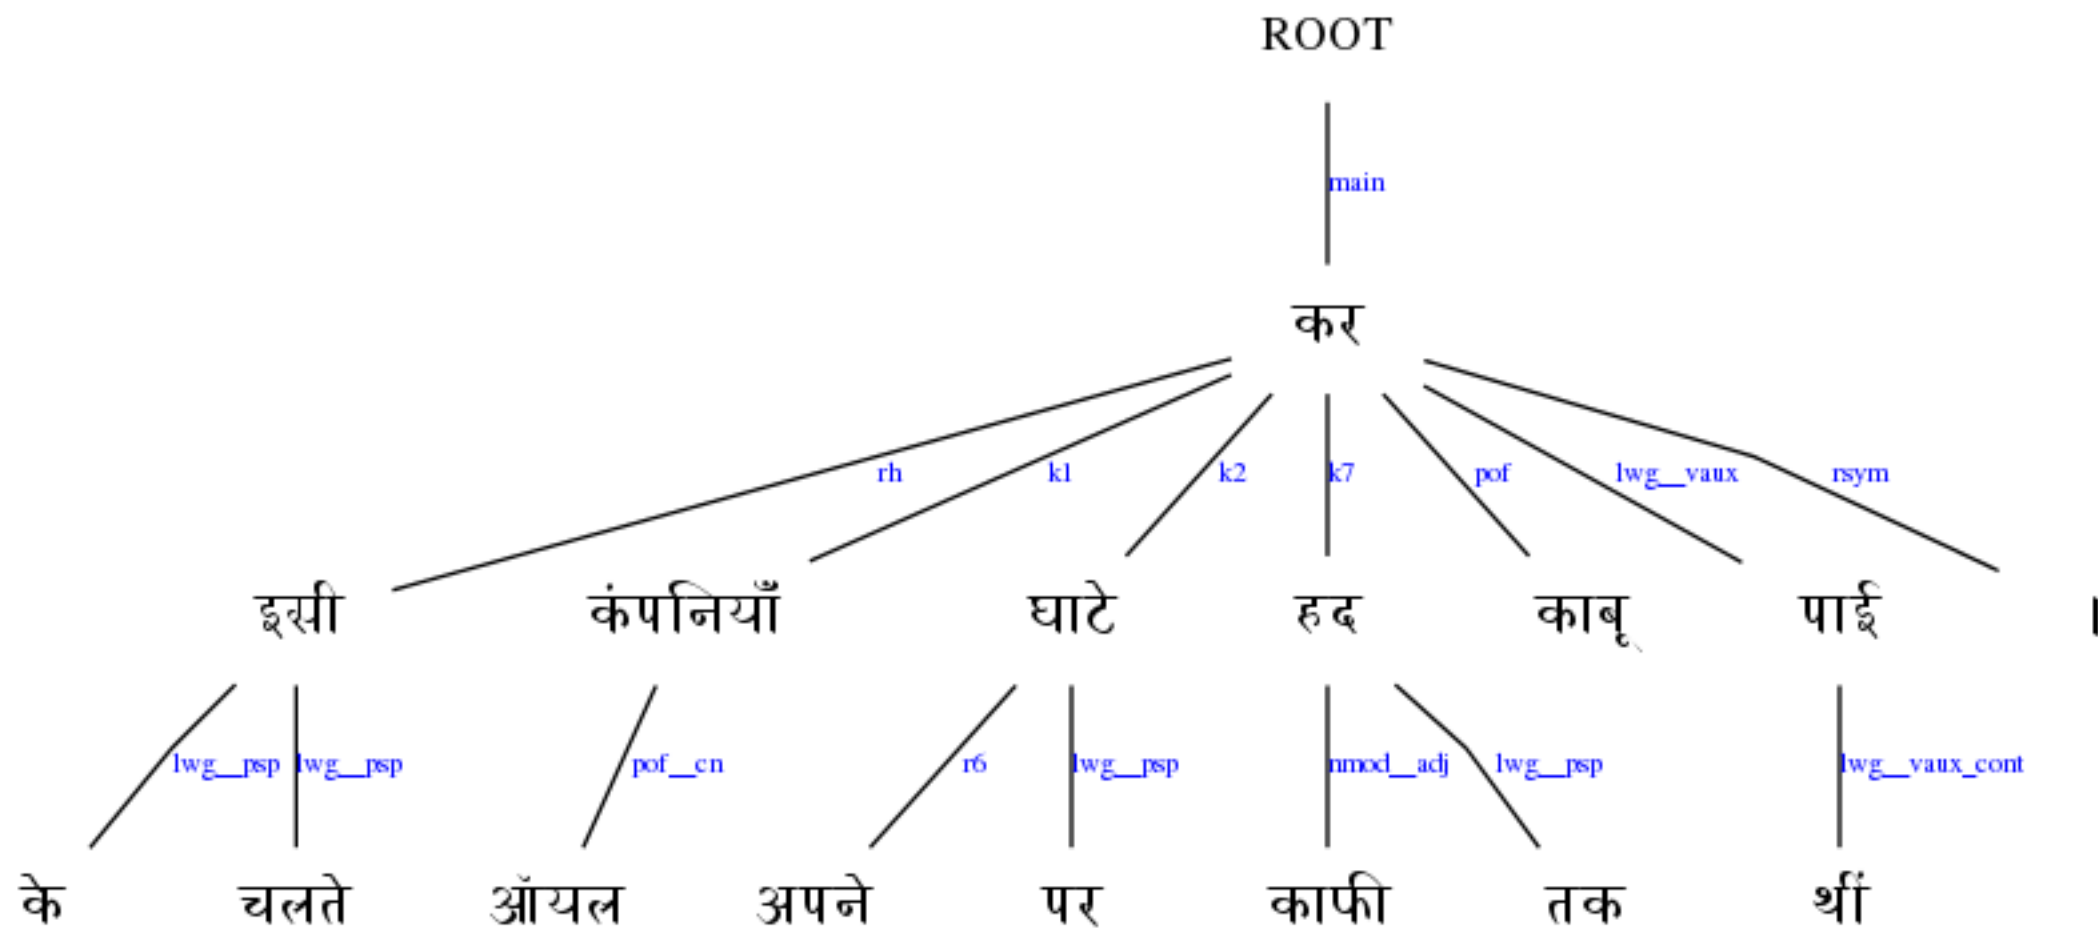 ROOT
main
कर
rh k1 k2 k7 pof lwg__vaux rsym
इसी कंपनियाँ घाटे हद काबू पाई ।
lwg__psp lwg__psp pof__cn r6 lwg__psp nmod__adj lwg__psp lwg__vaux_cont
के चलते ऑयल अपने पर काफी तक थीं